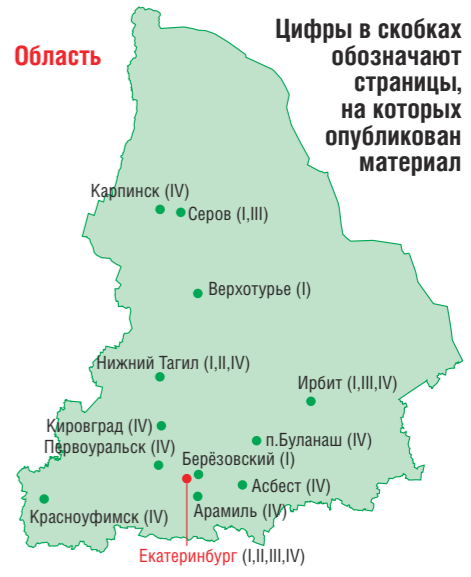 Область
Цифры в скобках
обозначают
страницы,
на которых
опубликован
материал
Карпинск (IV)
Серов (I,III)
Верхотурье (I)
Нижний Тагил (I,II,IV)
Ирбит (I,III,IV)
Кировград (IV)
п.Буланаш (IV)
Первоуральск (IV)
Берёзовский (I)
Асбест (IV)
Красноуфимск (IV)
Арамиль (IV)
Екатеринбург (I,II,III,IV)